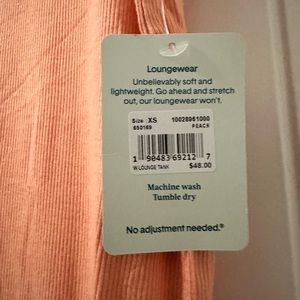 Loungewear
Unbelievably soft and
lightweight. Go ahead and stretch
out, our loungewear won't.
Size: XS 10028961000
650169 PEACH
1 90483 69212 7
W LOUNGE TANK $48.00
Machine wash
Tumble dry
No adjustment needed.®